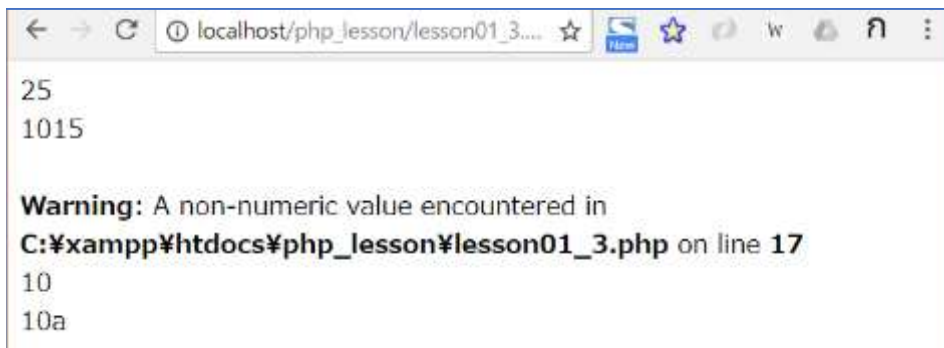 localhost/php_lesson/lesson01_3.... New W
25
1015
Warning: A non-numeric value encountered in
C:¥xampp¥htdocs¥php_lesson¥lesson01_3.php on line 17
10
10a